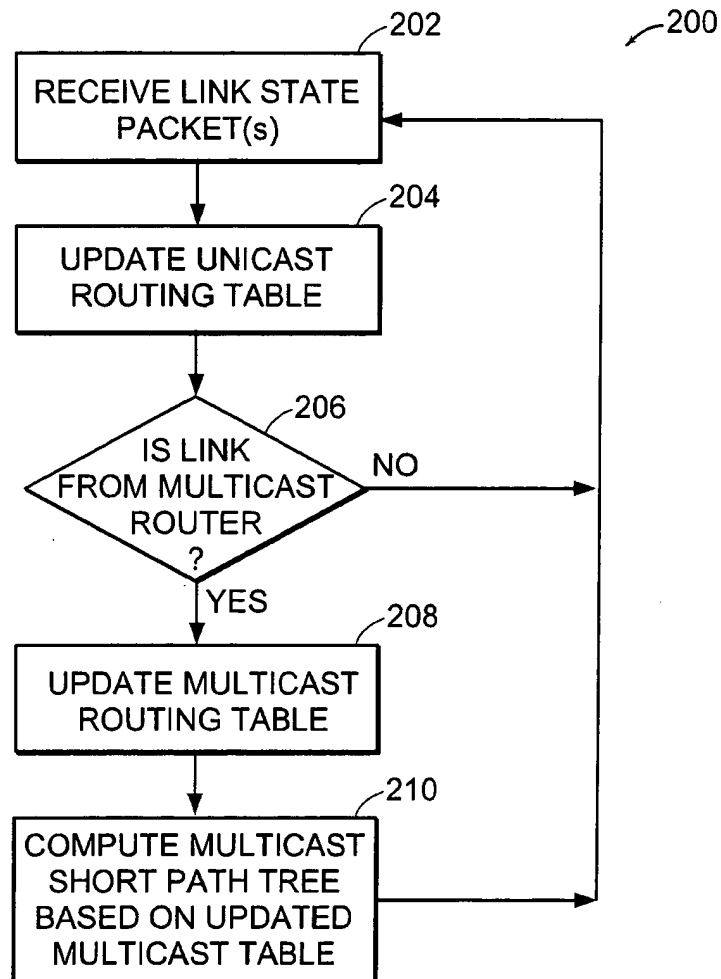 202
200
RECEIVE LINK STATE
PACKET(s)
204
UPDATE UNICAST
ROUTING TABLE
206
IS LINK
FROM MULTICAST
ROUTER
?
NO
YES
208
UPDATE MULTICAST
ROUTING TABLE
210
COMPUTE MULTICAST
SHORT PATH TREE
BASED ON UPDATED
MULTICAST TABLE